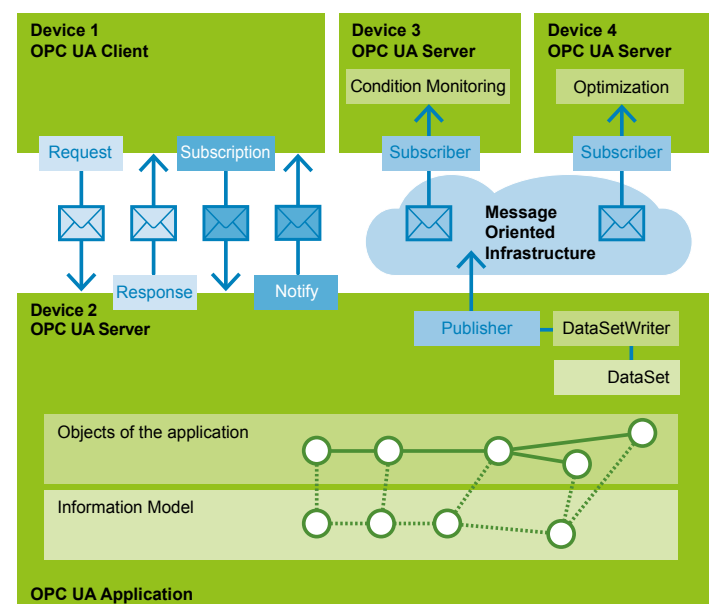 Device 1
OPC UA Client
Device 3
OPC UA Server
Device 4
OPC UA Server
Condition Monitoring
Optimization
Request
Subscription
Subscriber
Subscriber
Message
Oriented
Infrastructure
Response
Notify
Device 2
OPC UA Server
Publisher
DataSetWriter
DataSet
Objects of the application
Information Model
OPC UA Application